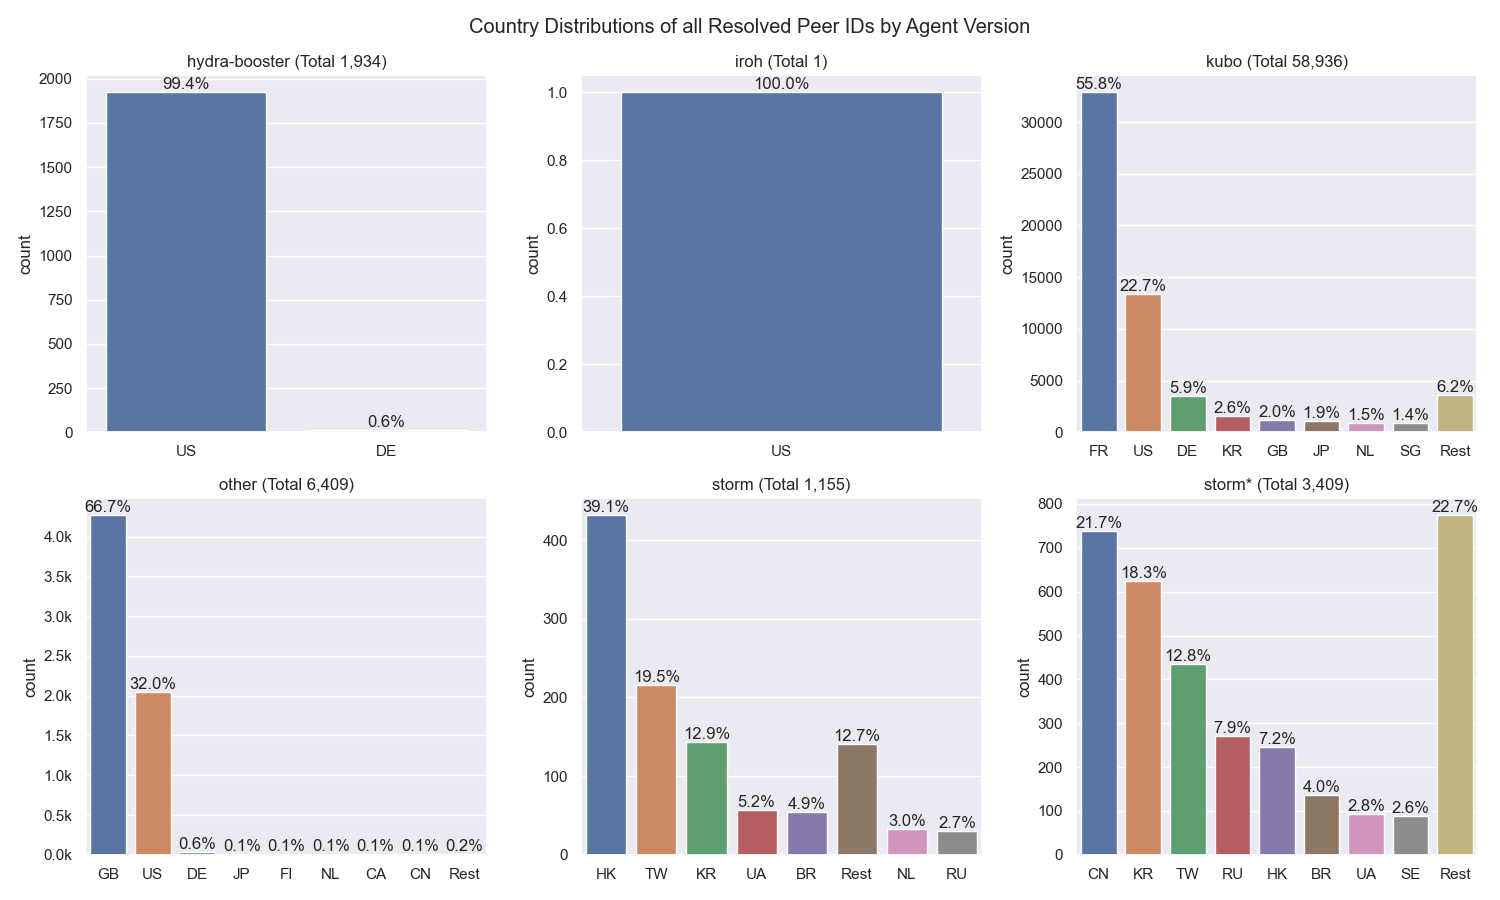 Country Distributions of all Resolved Peer IDs by Agent Version
hydra-booster (Total 1,934)
2000
1750
1500
1250
1000
750
500
250
0
count
99.4%
0.6%
US DE
iroh (Total 1)
1.0
0.8
0.6
0.4
0.2
0.0
count
100.0%
US
kubo (Total 58,936)
30000
25000
20000
15000
10000
5000
0
count
55.8%
22.7%
5.9%
2.6%
2.0%
1.9%
1.5%
1.4%
6.2%
FR US DE KR GB JP NL SG Rest
other (Total 6,409)
4.0k
3.5k
3.0k
2.5k
2.0k
1.5k
1.0k
0.5k
0.0k
count
66.7%
32.0%
0.6%
0.1%
0.1%
0.1%
0.1%
0.1%
0.2%
GB US DE JP FI NL CA CN Rest
storm (Total 1,155)
400
300
200
100
0
count
39.1%
19.5%
12.9%
5.2%
4.9%
12.7%
3.0%
2.7%
HK TW KR UA BR Rest NL RU
storm* (Total 3,409)
800
700
600
500
400
300
200
100
0
count
21.7%
18.3%
12.8%
7.9%
7.2%
4.0%
2.8%
2.6%
22.7%
CN KR TW RU HK BR UA SE Rest